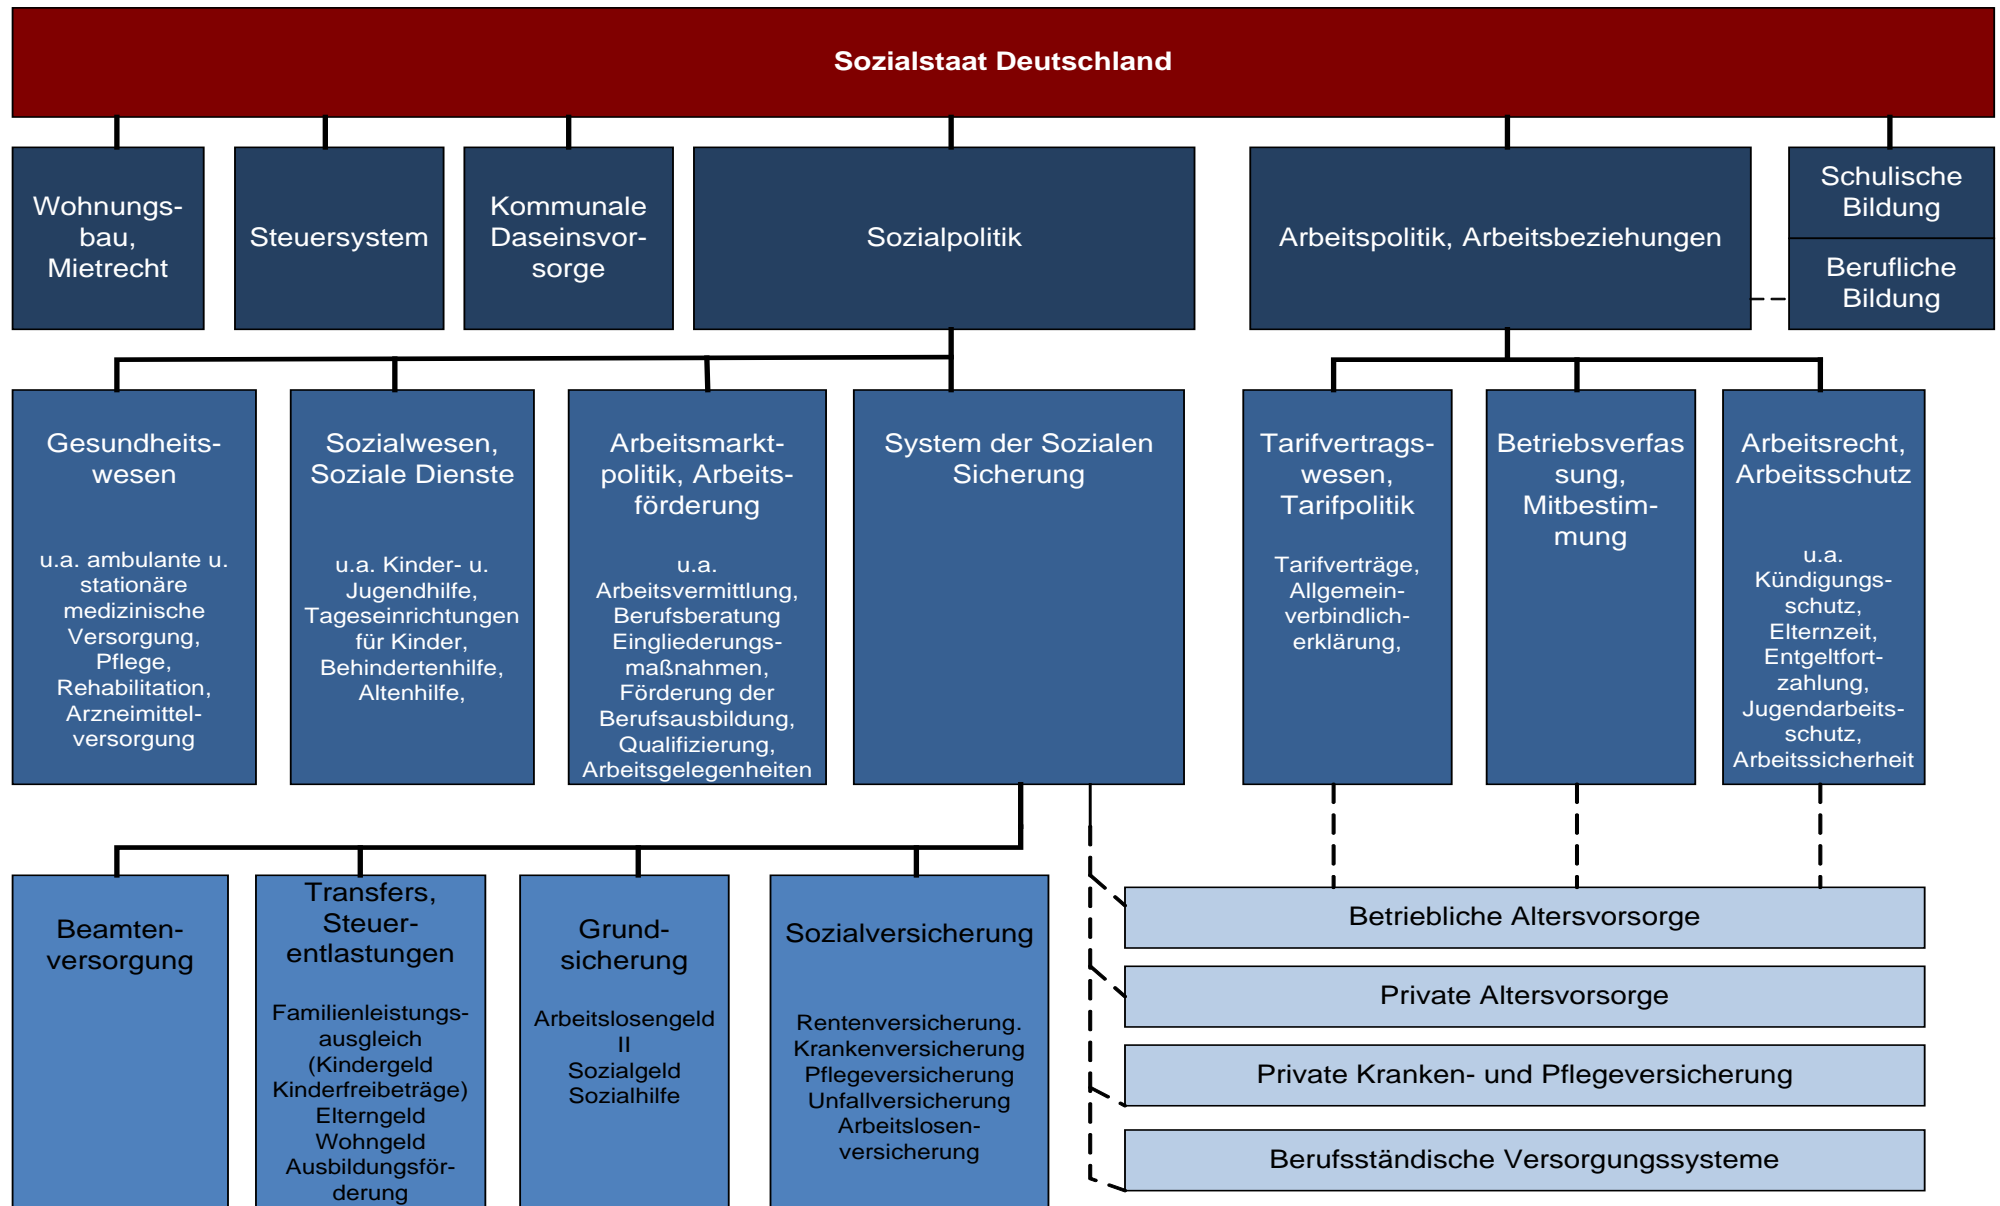 Sozialstaat Deutschland
Wohnungs-
bau,
Mietrecht
Steuersystem
Kommunale
Daseinsvor-
sorge
Sozialpolitik
Arbeitspolitik, Arbeitsbeziehungen
Schulische
Bildung
Berufliche
Bildung
Gesundheits-
wesen
u.a. ambulante u.
stationäre
medizinische
Versorgung,
Pflege,
Rehabilitation,
Arzneimittel-
versorgung
Sozialwesen,
Soziale Dienste
u.a. Kinder- u.
Jugendhilfe,
Tageseinrichtungen
für Kinder,
Behindertenhilfe,
Altenhilfe,
Arbeitsmarkt-
politik, Arbeits-
förderung
u.a.
Arbeitsvermittlung,
Berufsberatung
Eingliederungs-
maßnahmen,
Förderung der
Berufsausbildung,
Qualifizierung,
Arbeitsgelegenheiten
System der Sozialen
Sicherung
Tarifvertrags-
wesen,
Tarifpolitik
Tarifverträge,
Allgemein-
verbindlich-
erklärung,
Betriebsverfas
sung,
Mitbestim-
mung
Arbeitsrecht,
Arbeitsschutz
u.a.
Kündigungs-
schutz,
Elternzeit,
Entgeltfort-
zahlung,
Jugendarbeits-
schutz,
Arbeitssicherheit
Beamten-
versorgung
Transfers,
Steuer-
entlastungen
Familienleistungs-
ausgleich
(Kindergeld
Kinderfreibeträge)
Elterngeld
Wohngeld
Ausbildungsför-
derung
Grund-
sicherung
Arbeitslosengeld
II
Sozialgeld
Sozialhilfe
Sozialversicherung
Rentenversicherung.
Krankenversicherung
Pflegeversicherung
Unfallversicherung
Arbeitslosen-
versicherung
Betriebliche Altersvorsorge
Private Altersvorsorge
Private Kranken- und Pflegeversicherung
Berufsständische Versorgungssysteme